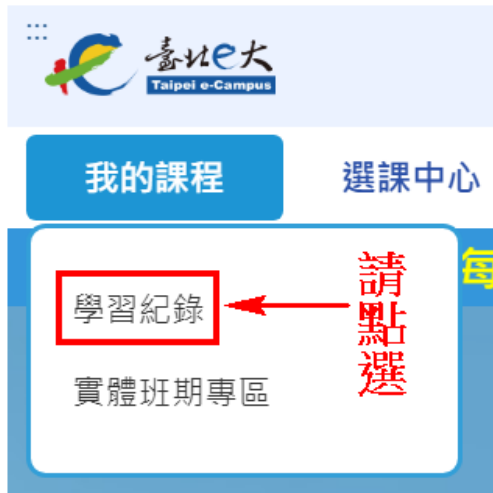 臺北e大
Taipei e-Campus
我的課程
選課中心
每
學習紀錄
請點選
實體班期專區